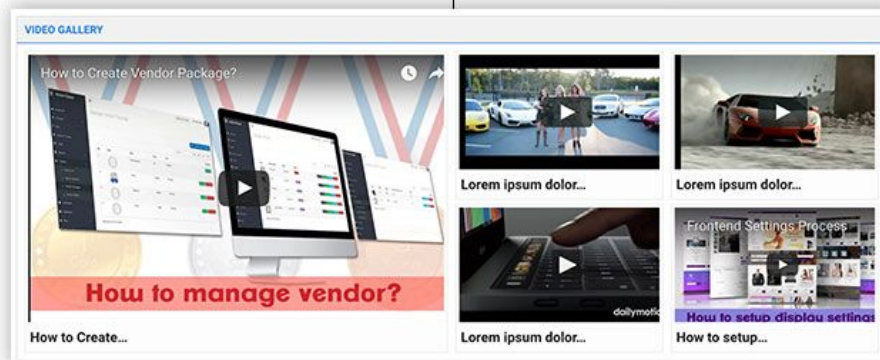 VIDEO GALLERY
How to Create Vendor Package?
How to manage vendor?
How to Create...
Lorem ipsum dolor...
Lorem ipsum dolor...
dailymotio
Lorem ipsum dolor...
Frontend Settings Process
How to setup display settings
How to setup...